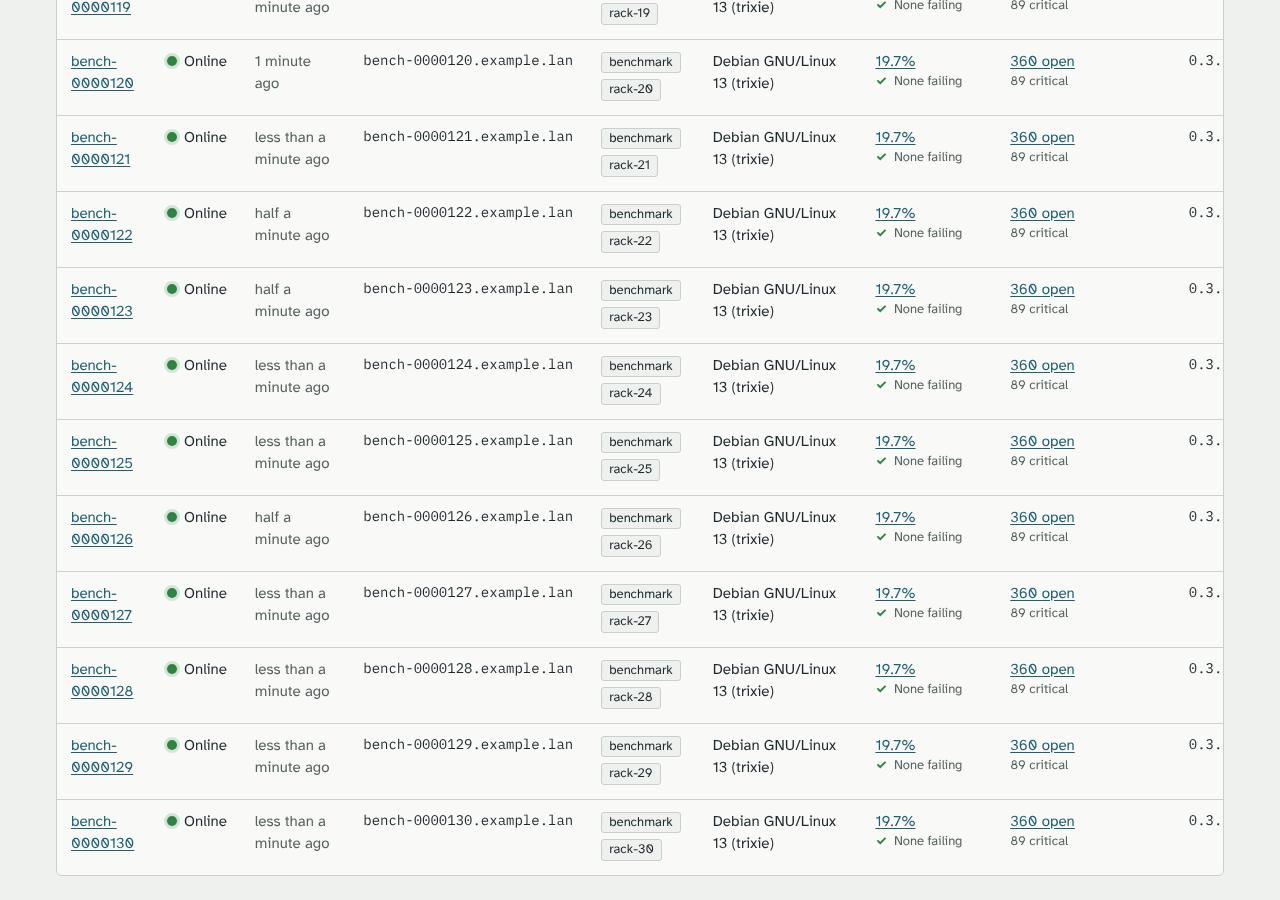 0000119 minute ago rack-19 13 (trixie) None failing 89 critical
bench- Online 1 minute bench-0000120.example.lan benchmark Debian GNU/Linux 19.7% 360 open 0.3.
0000120 ago rack-20 13 (trixie) None failing 89 critical
bench- Online less than a bench-0000121.example.lan benchmark Debian GNU/Linux 19.7% 360 open 0.3.
0000121 minute ago rack-21 13 (trixie) None failing 89 critical
bench- Online half a bench-0000122.example.lan benchmark Debian GNU/Linux 19.7% 360 open 0.3.
0000122 minute ago rack-22 13 (trixie) None failing 89 critical
bench- Online half a bench-0000123.example.lan benchmark Debian GNU/Linux 19.7% 360 open 0.3.
0000123 minute ago rack-23 13 (trixie) None failing 89 critical
bench- Online less than a bench-0000124.example.lan benchmark Debian GNU/Linux 19.7% 360 open 0.3.
0000124 minute ago rack-24 13 (trixie) None failing 89 critical
bench- Online less than a bench-0000125.example.lan benchmark Debian GNU/Linux 19.7% 360 open 0.3.
0000125 minute ago rack-25 13 (trixie) None failing 89 critical
bench- Online half a bench-0000126.example.lan benchmark Debian GNU/Linux 19.7% 360 open 0.3.
0000126 minute ago rack-26 13 (trixie) None failing 89 critical
bench- Online less than a bench-0000127.example.lan benchmark Debian GNU/Linux 19.7% 360 open 0.3.
0000127 minute ago rack-27 13 (trixie) None failing 89 critical
bench- Online less than a bench-0000128.example.lan benchmark Debian GNU/Linux 19.7% 360 open 0.3.
0000128 minute ago rack-28 13 (trixie) None failing 89 critical
bench- Online less than a bench-0000129.example.lan benchmark Debian GNU/Linux 19.7% 360 open 0.3.
0000129 minute ago rack-29 13 (trixie) None failing 89 critical
bench- Online less than a bench-0000130.example.lan benchmark Debian GNU/Linux 19.7% 360 open 0.3.
0000130 minute ago rack-30 13 (trixie) None failing 89 critical